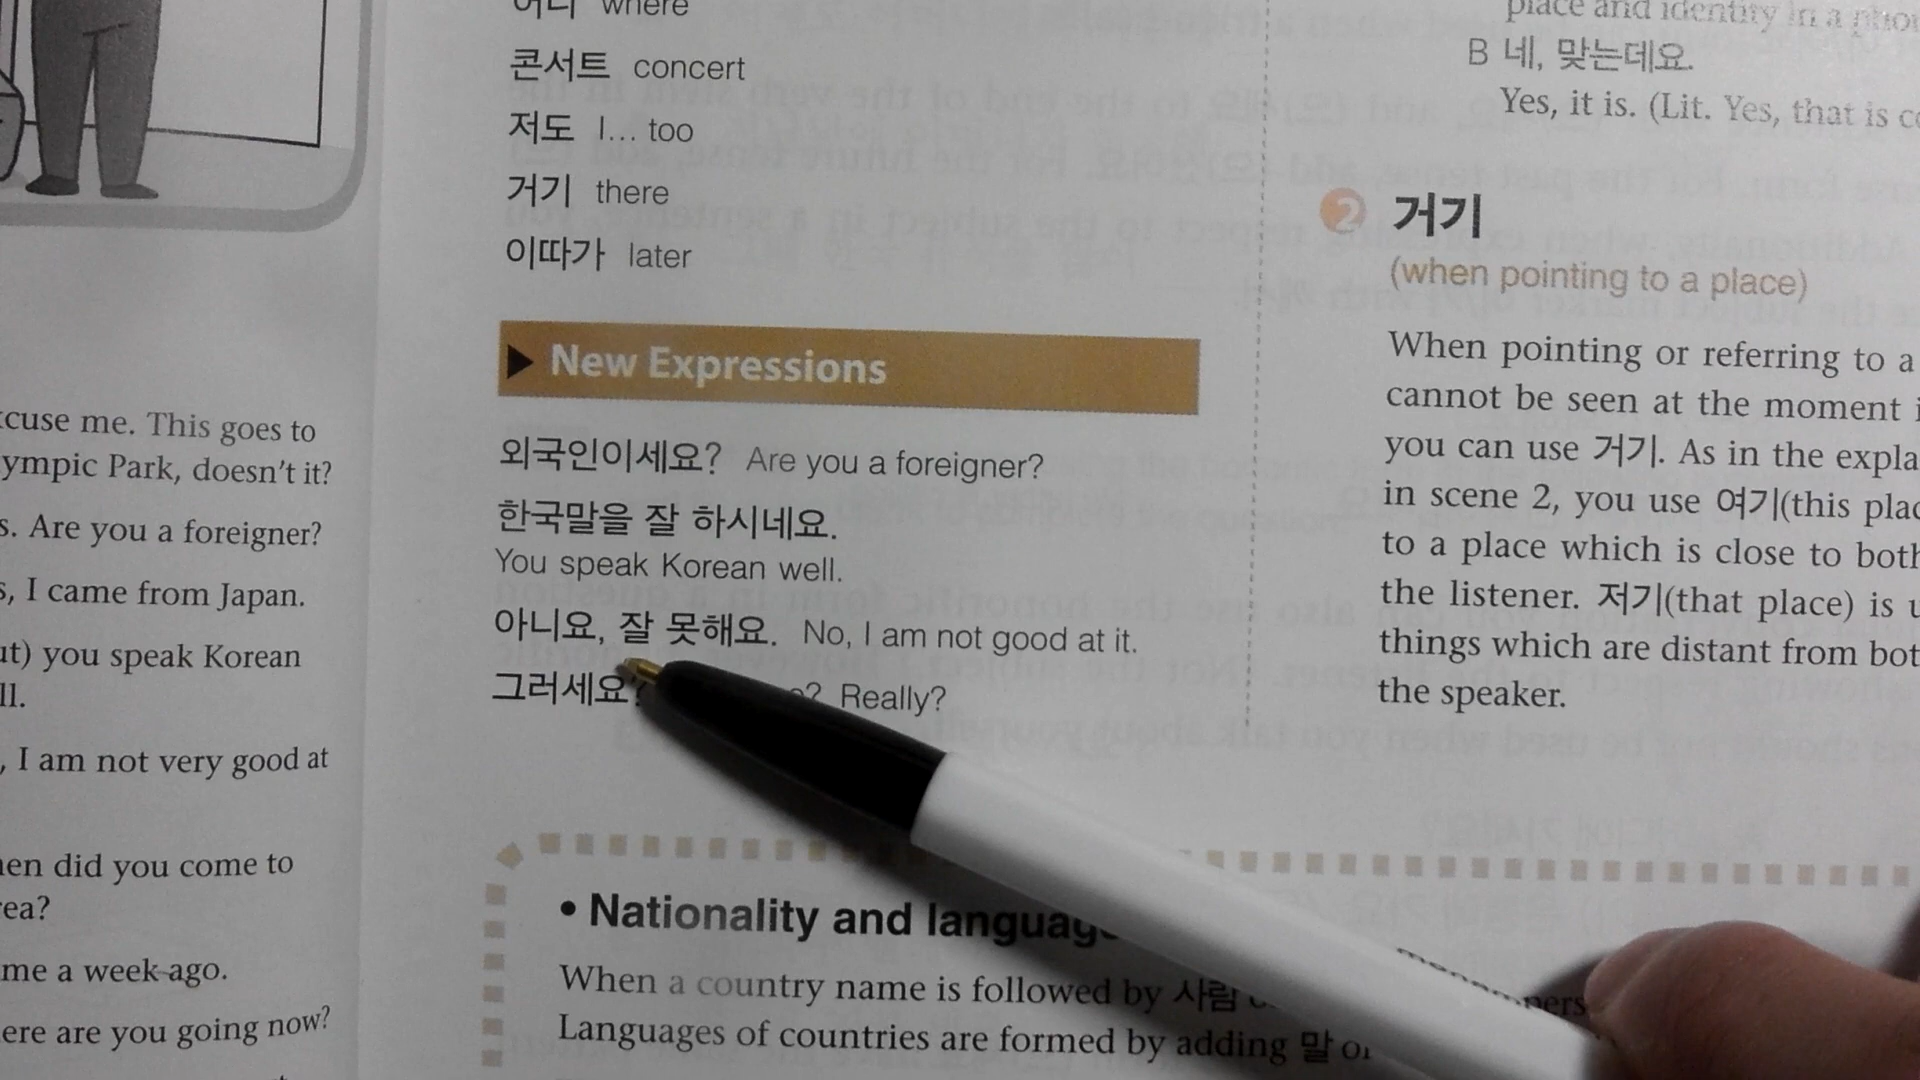 cuse me. This goes to
ympic Park, doesn't it?
s. Are you a foreigner?
s, I came from Japan.
ut) you speak Korean
ll.
, I am not very good at
en did you come to
ea?
me a week ago.
ere are you going now?
어디 where
콘서트 concert
저도 I... too
거기 there
이따가 later
New Expressions
외국인이세요? Are you a foreigner?
한국말을 잘 하시네요.
You speak Korean well.
아니요, 잘 못해요. No, I am not good at it.
그러세요? Really?
place and identity in a
B 네, 맞는데요.
Yes, it is. (Lit. Yes, that is
2 거기
(when pointing to a place)
When pointing or referring to a
cannot be seen at the moment
you can use 거기. As in the
in scene 2, you use 여기(this
to a place which is close to
the listener. 저기(that place) is
things which are distant from
the speaker.
• Nationality and
When a country name is followed by 사람
Languages of countries are formed by adding 말